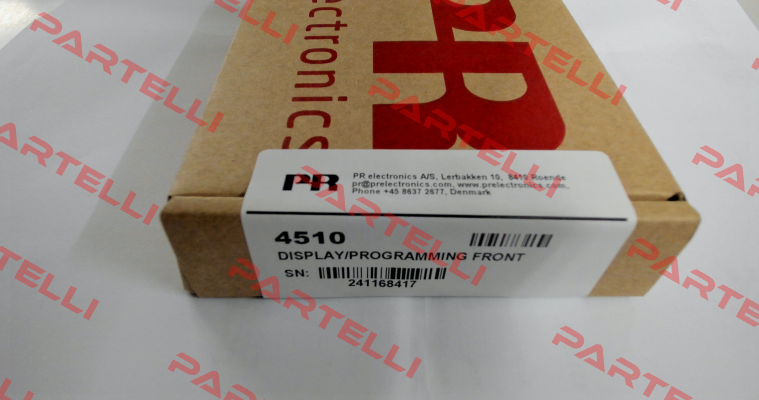 PR
electronics
PR
PR electronics A/S, Lerbakken 10, 8410 Roende
pr@prelectronics.com, www.prelectronics.com,
Phone +45 8637 2677, Denmark
4510
DISPLAY/PROGRAMMING FRONT
SN:
241168417
PARTELLI
PARTELLI
PARTELLI
PARTELLI
PARTELLI
PARTELLI
PARTELLI
PARTELLI